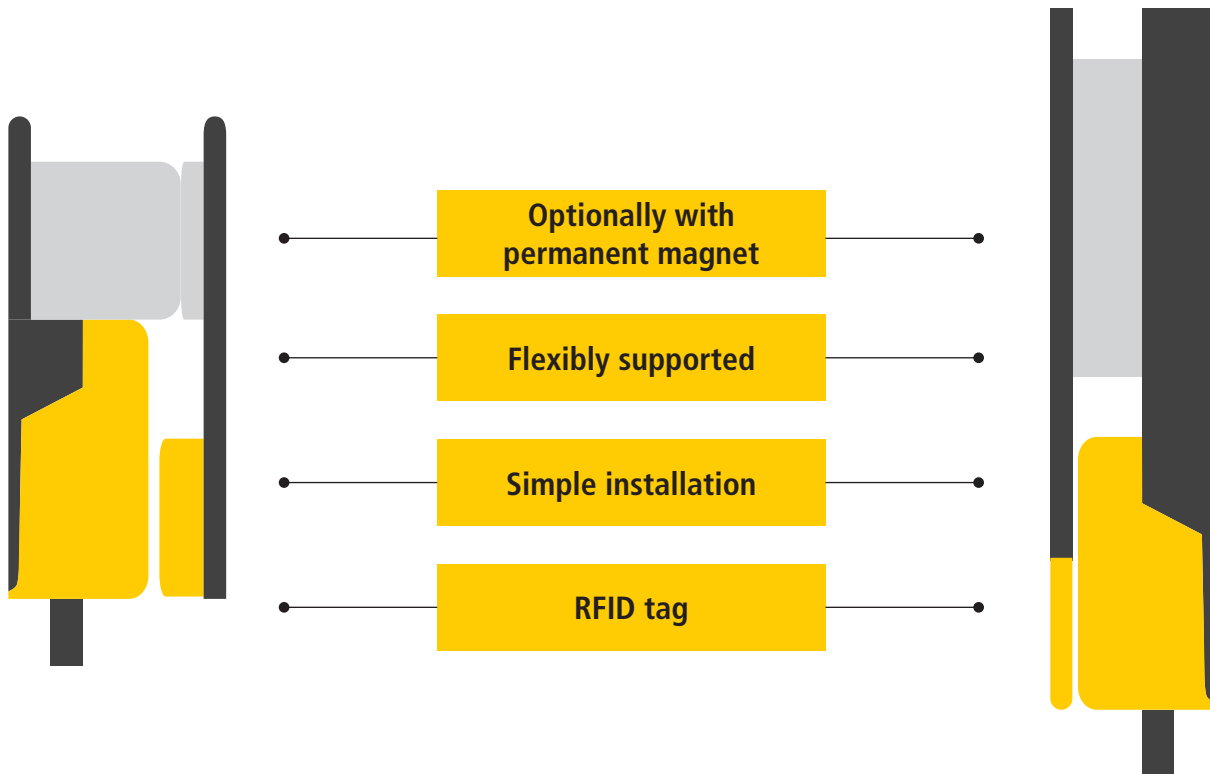 Optionally with
permanent magnet
Flexibly supported
Simple installation
RFID tag